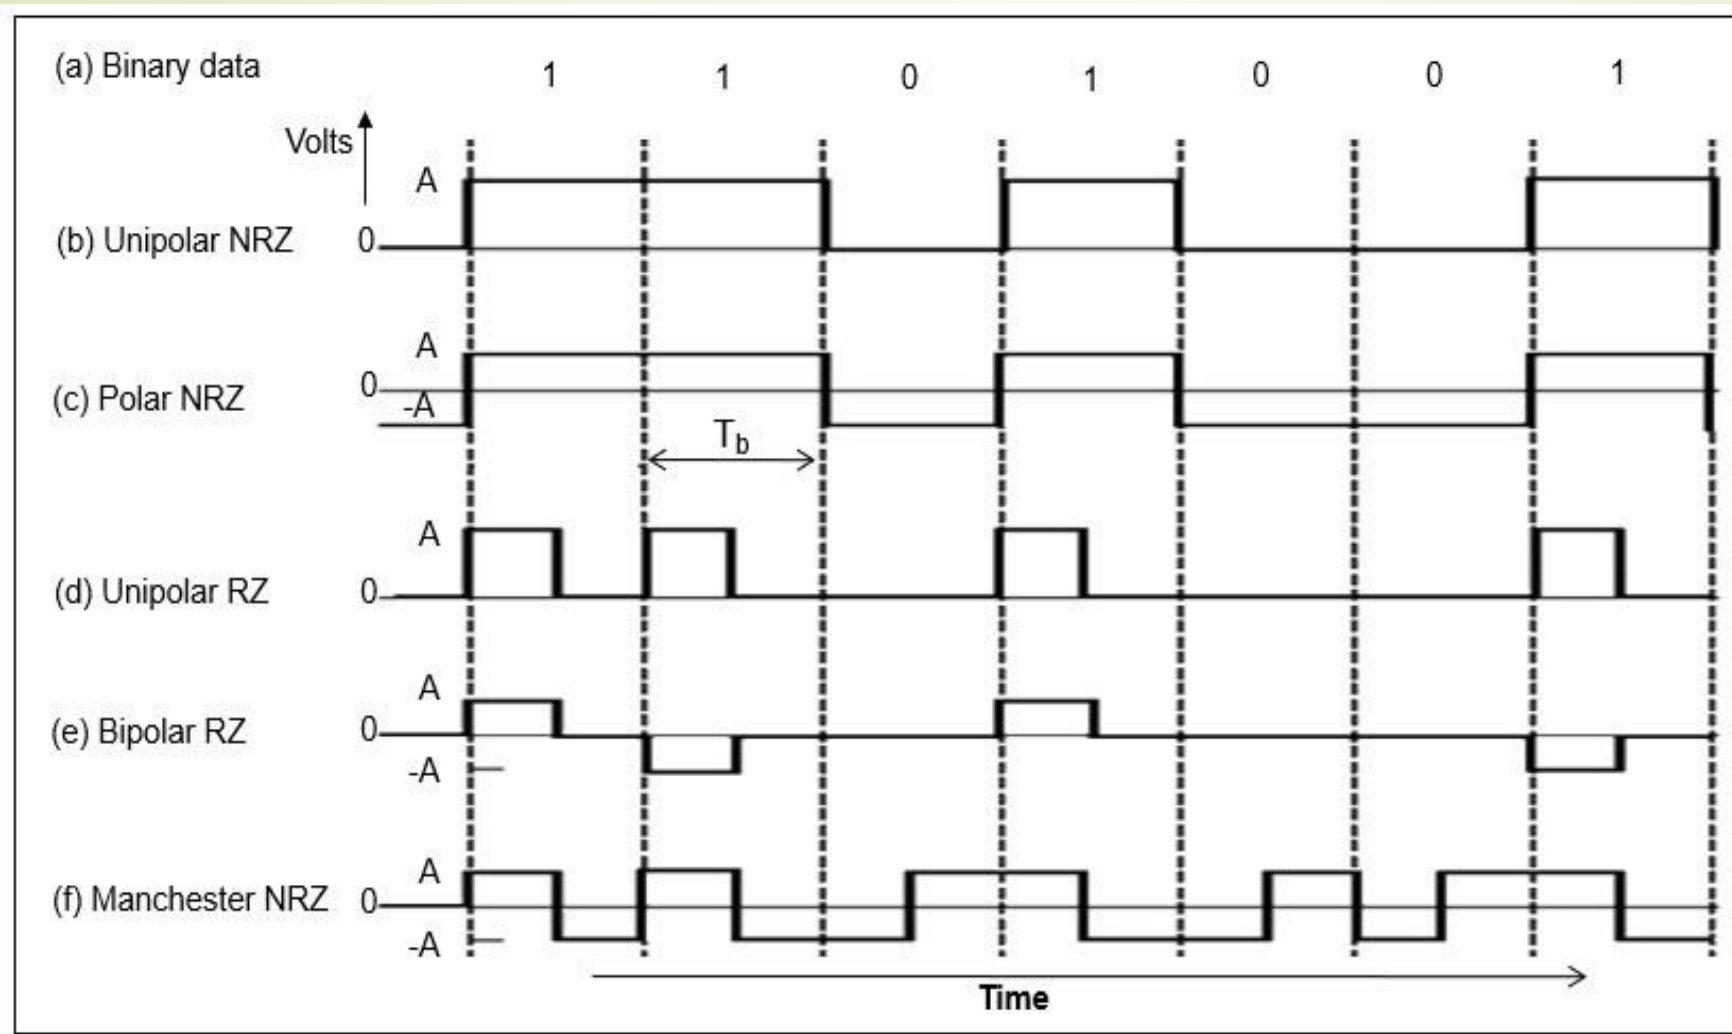 (a) Binary data 1 1 0 1 0 0 1
Volts
A
(b) Unipolar NRZ 0
A
0
(c) Polar NRZ -A
Tb
A
(d) Unipolar RZ 0
A
(e) Bipolar RZ 0
-A
A
(f) Manchester NRZ 0
-A
Time